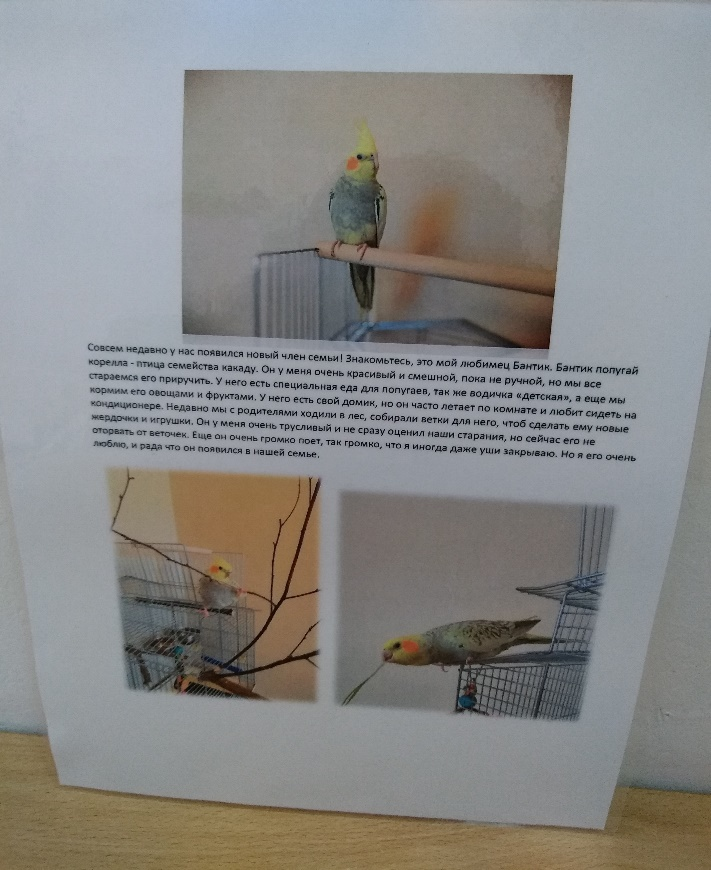 Совсем недавно у нас появился новый член семьи! Знакомьтесь, это мой любимец Бантик. Бантик попугай
корелла - птица семейства какаду. Он у меня очень красивый и смешной, пока не ручной, но мы все
стараемся его приручить. У него есть специальная еда для попугаев, так же водичка «детская», а еще мы
кормим его овощами и фруктами. У него есть свой домик, но он часто летает по комнате и любит сидеть на
кондиционере. Недавно мы с родителями ходили в лес, собирали ветки для него, чтоб сделать ему новые
жердочки и игрушки. Он у меня очень трусливый и не сразу оценил наши старания, но сейчас его не
оторвать от веточек. Еще он очень громко поет, так громко, что я иногда даже уши закрываю. Но я его очень
люблю, и рада что он появился в нашей семье.